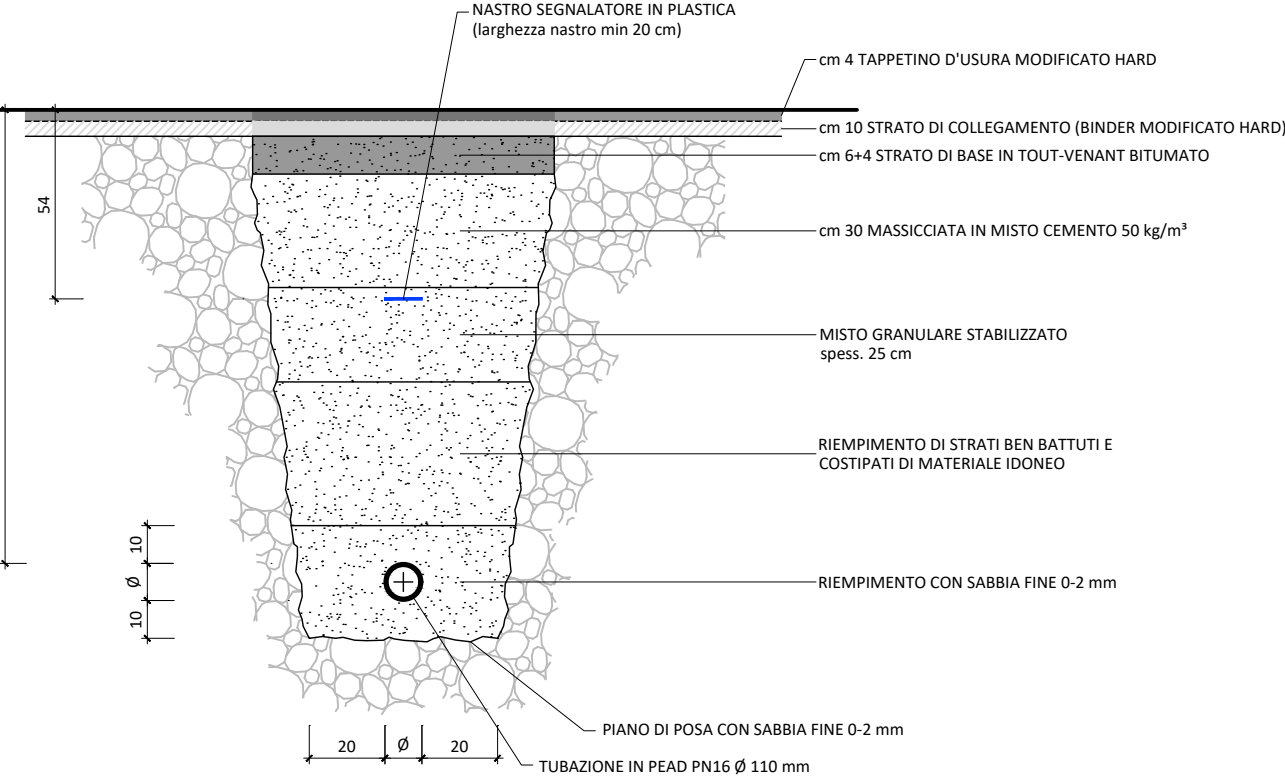 NASTRO SEGNALATORE IN PLASTICA
(larghezza nastro min 20 cm)
cm 4 TAPPETINO D'USURA MODIFICATO HARD
cm 10 STRATO DI COLLEGAMENTO (BINDER MODIFICATO HARD)
cm 6+4 STRATO DI BASE IN TOUT-VENANT BITUMATO
54
cm 30 MASSICCIATA IN MISTO CEMENTO 50 kg/m³
MISTO GRANULARE STABILIZZATO
spess. 25 cm
RIEMPIMENTO DI STRATI BEN BATTUTI E
COSTIPATI DI MATERIALE IDONEO
10
Ø
10
RIEMPIMENTO CON SABBIA FINE 0-2 mm
PIANO DI POSA CON SABBIA FINE 0-2 mm
20 Ø 20
TUBAZIONE IN PEAD PN16 Ø 110 mm